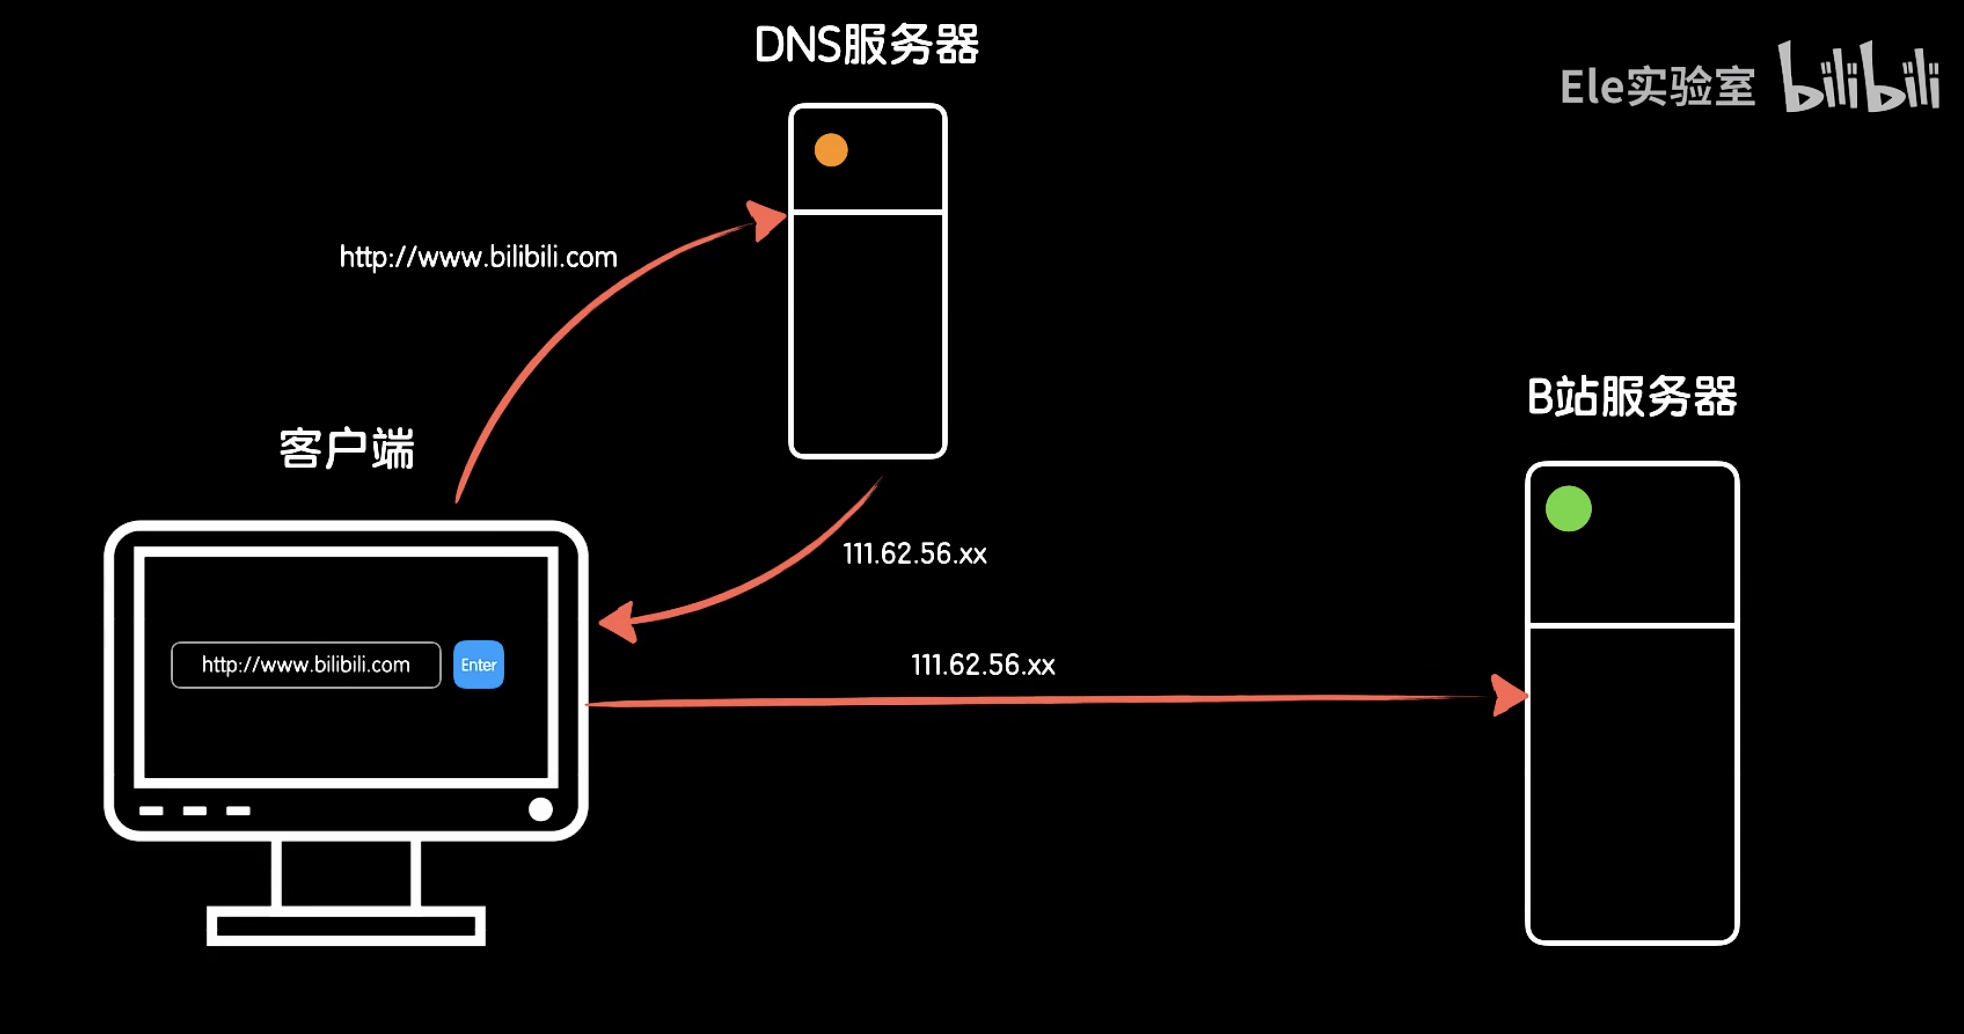 DNS服务器
Ele实验室 bilibili
http://www.bilibili.com
B站服务器
客户端
111.62.56.xx
http://www.bilibili.com Enter
111.62.56.xx